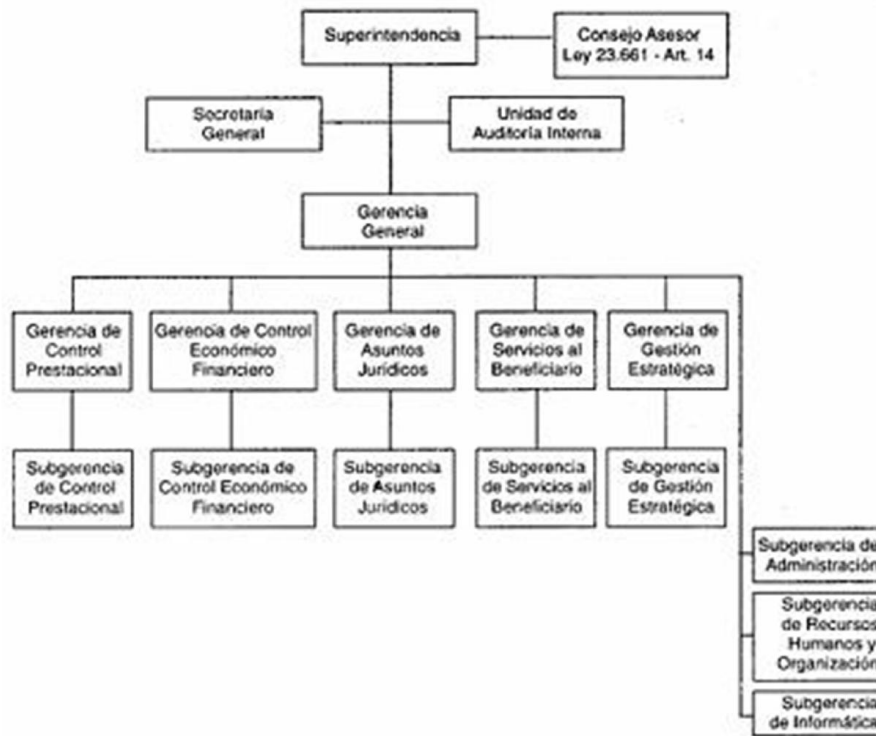 Superintendencia
Consejo Asesor
Ley 23.661 - Art. 14
Secretaría
General
Unidad de
Auditoría Interna
Gerencia
General
Gerencia de
Control
Prestacional
Gerencia de Control
Económico
Financiero
Gerencia de
Asuntos
Jurídicos
Gerencia de
Servicios al
Beneficiario
Gerencia de
Gestión
Estratégica
Subgerencia
de Control
Prestacional
Subgerencia de
Control Económico
Financiero
Subgerencia
de Asuntos
Jurídicos
Subgerencia
de Servicios al
Beneficiario
Subgerencia
de Gestión
Estratégica
Subgerencia de
Administración
Subgerencia
de Recursos
Humanos y
Organización
Subgerencia
de Informática